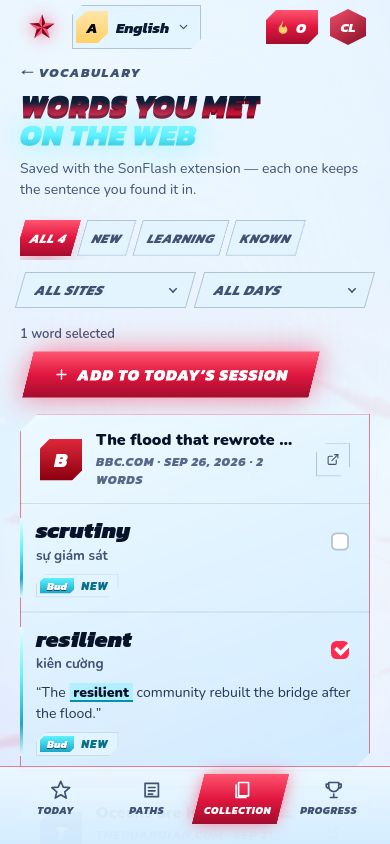 A English 0 CL
← VOCABULARY
WORDS YOU MET
ON THE WEB
Saved with the SonFlash extension — each one keeps
the sentence you found it in.
ALL 4 NEW LEARNING KNOWN
ALL SITES ALL DAYS
1 word selected
+ ADD TO TODAY'S SESSION
B The flood that rewrote ...
BBC.COM · SEP 26, 2026 · 2
WORDS
scrutiny
sự giám sát
Bud NEW
resilient
kiên cường
“The resilient community rebuilt the bridge after
the flood.”
Bud NEW
TODAY PATHS COLLECTION PROGRESS